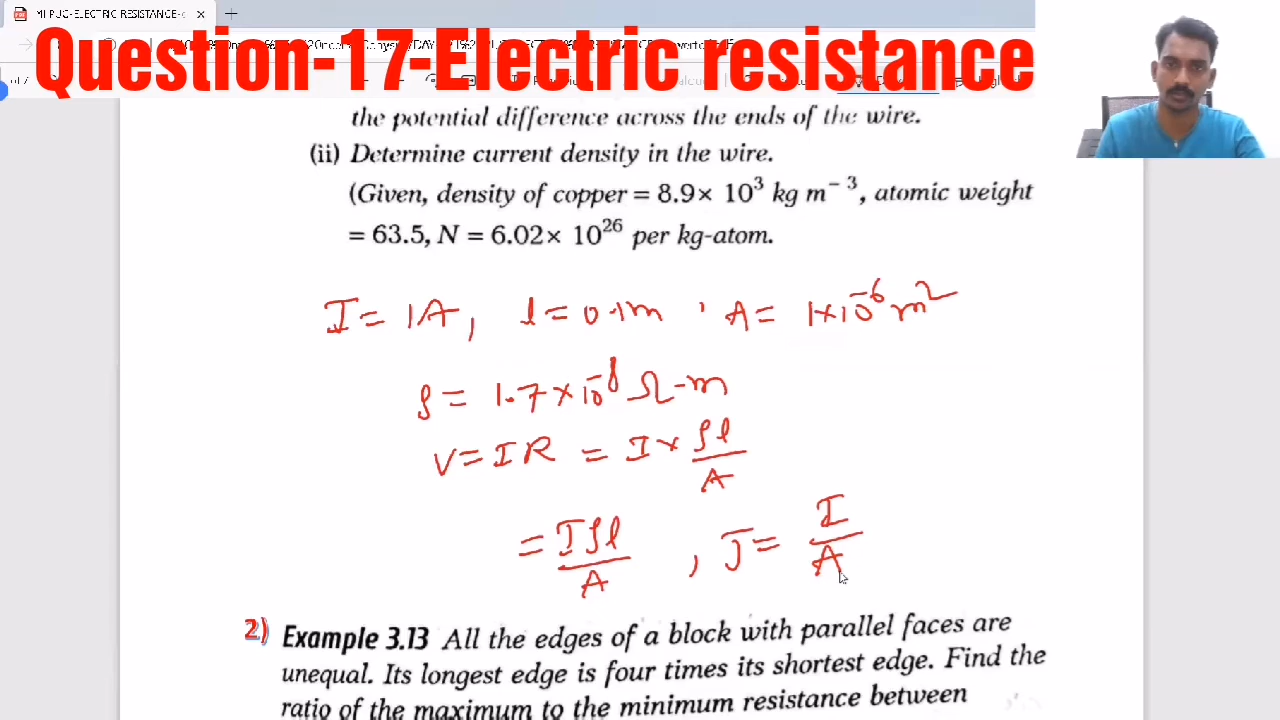 MI PUC-ELECTRIC RESISTANCE-
Question-17-Electric resistance
the potential difference across the ends of the wire.
(ii) Determine current density in the wire.
(Given, density of copper = 8.9× 10³ kg m⁻³, atomic weight
= 63.5, N = 6.02× 10²⁶ per kg-atom.
I = 1A, l = 0.1m , A = 1×10⁻⁶ m²
ρ = 1.7×10⁻⁸ Ω-m
V = IR = I × ρl/A
= Iρl/A , J = I/A
2) Example 3.13 All the edges of a block with parallel faces are
unequal. Its longest edge is four times its shortest edge. Find the
ratio of the maximum to the minimum resistance between